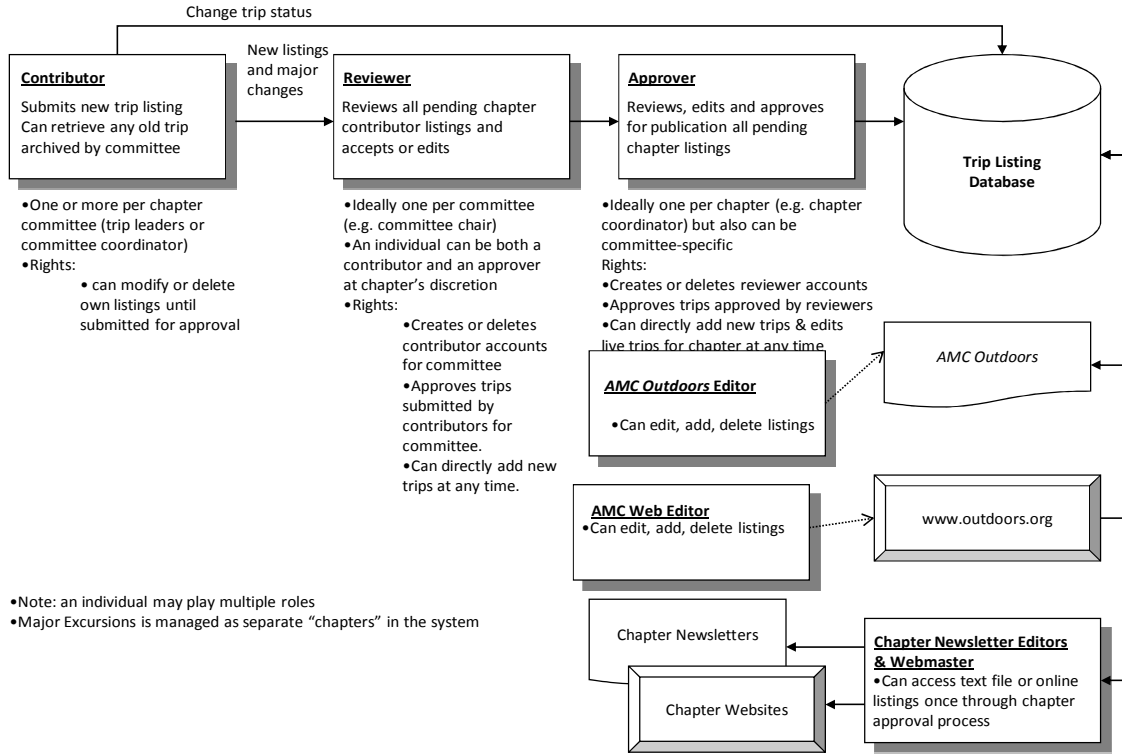 Change trip status
New listings
and major
changes
Contributor
Submits new trip listing
Can retrieve any old trip
archived by committee
•One or more per chapter
committee (trip leaders or
committee coordinator)
•Rights:
• can modify or delete
own listings until
submitted for approval
Reviewer
Reviews all pending chapter
contributor listings and
accepts or edits
•Ideally one per committee
(e.g. committee chair)
•An individual can be both a
contributor and an approver
at chapter’s discretion
•Rights:
•Creates or deletes
contributor accounts
for committee
•Approves trips
submitted by
contributors for
committee.
•Can directly add new
trips at any time.
Approver
Reviews, edits and approves
for publication all pending
chapter listings
•Ideally one per chapter (e.g. chapter
coordinator) but also can be
committee-specific
Rights:
•Creates or deletes reviewer accounts
•Approves trips approved by reviewers
•Can directly add new trips & edits
live trips for chapter at any time
Trip Listing
Database
AMC Outdoors Editor
•Can edit, add, delete listings
AMC Outdoors
AMC Web Editor
•Can edit, add, delete listings
www.outdoors.org
•Note: an individual may play multiple roles
•Major Excursions is managed as separate “chapters” in the system
Chapter Newsletters
Chapter Websites
Chapter Newsletter Editors
& Webmaster
•Can access text file or online
listings once through chapter
approval process